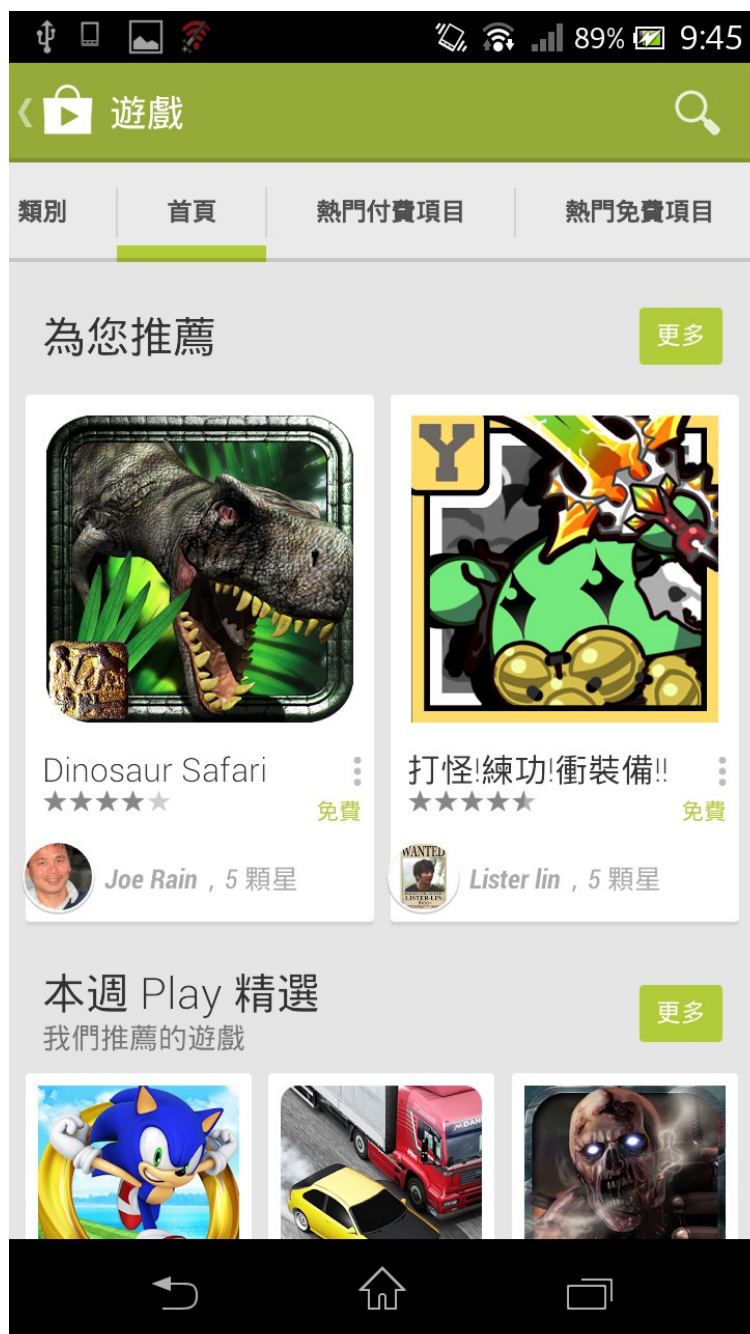 89% 9:45
遊戲
類別 首頁 熱門付費項目 熱門免費項目
為您推薦 更多
Y
Dinosaur Safari
免費
Joe Rain , 5 顆星
打怪!練功!衝裝備!!
免費
WANTED
LISTER-LIN
Lister lin , 5 顆星
本週 Play 精選
我們推薦的遊戲
更多